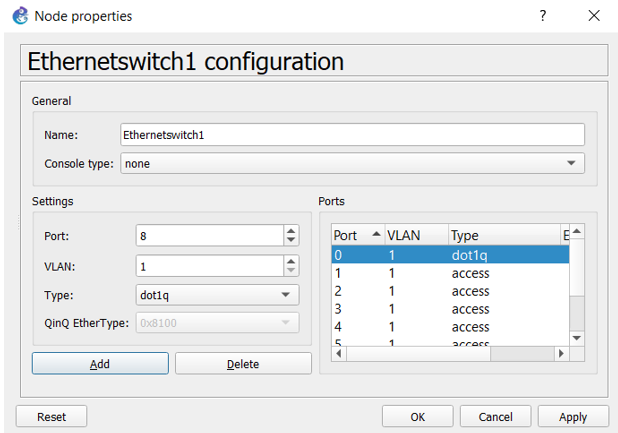 Node properties
Ethernetswitch1 configuration
General
Name: Ethernetswitch1
Console type: none
Settings
Port: 8
VLAN: 1
Type: dot1q
QinQ EtherType: 0x8100
Add Delete
Ports
Port VLAN Type E
0 1 dot1q
1 1 access
2 1 access
3 1 access
4 1 access
5 1 access
Reset OK Cancel Apply